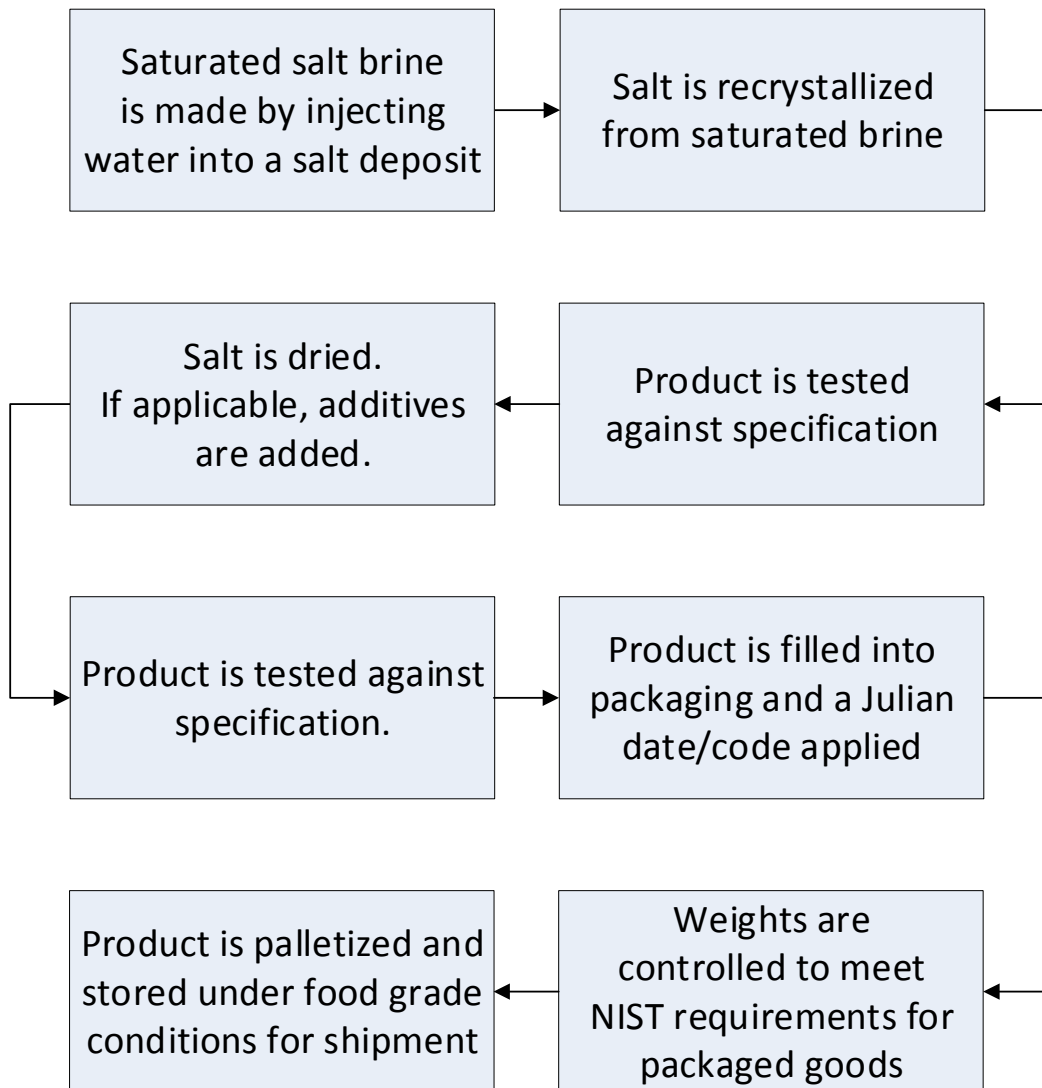 Saturated salt brine
is made by injecting
water into a salt deposit
Salt is recrystallized
from saturated brine
Product is tested
against specification
Salt is dried.
If applicable, additives
are added.
Product is tested against
specification.
Product is filled into
packaging and a Julian
date/code applied
Weights are
controlled to meet
NIST requirements for
packaged goods
Product is palletized and
stored under food grade
conditions for shipment